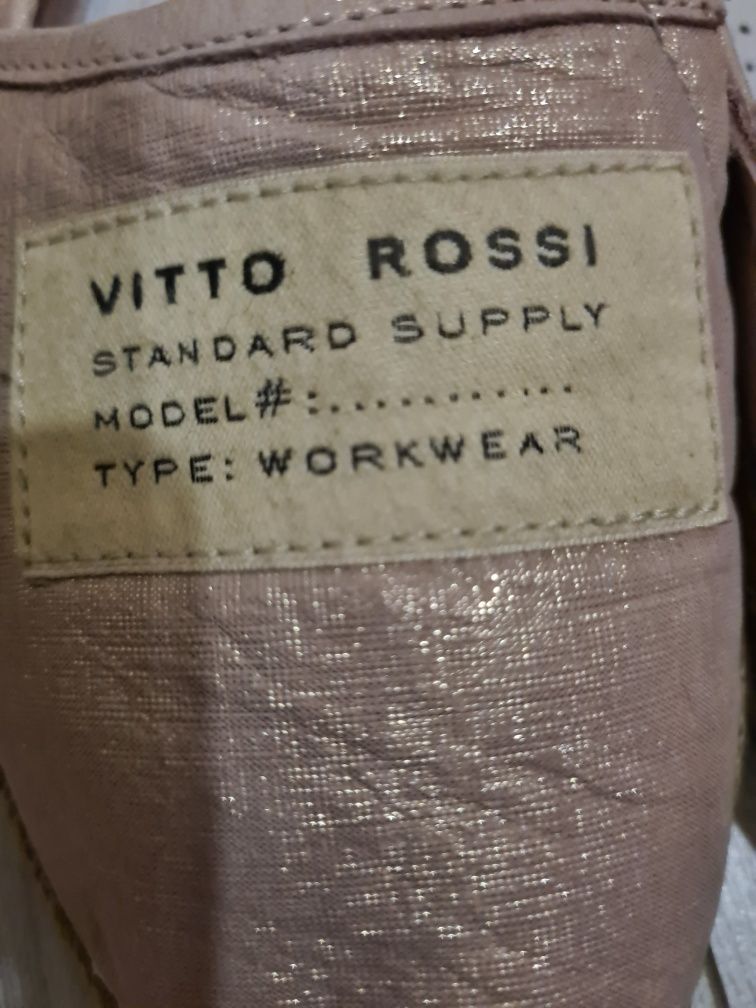 VITTO ROSSI
STANDARD SUPPLY
MODEL#:...........
TYPE: WORKWEAR